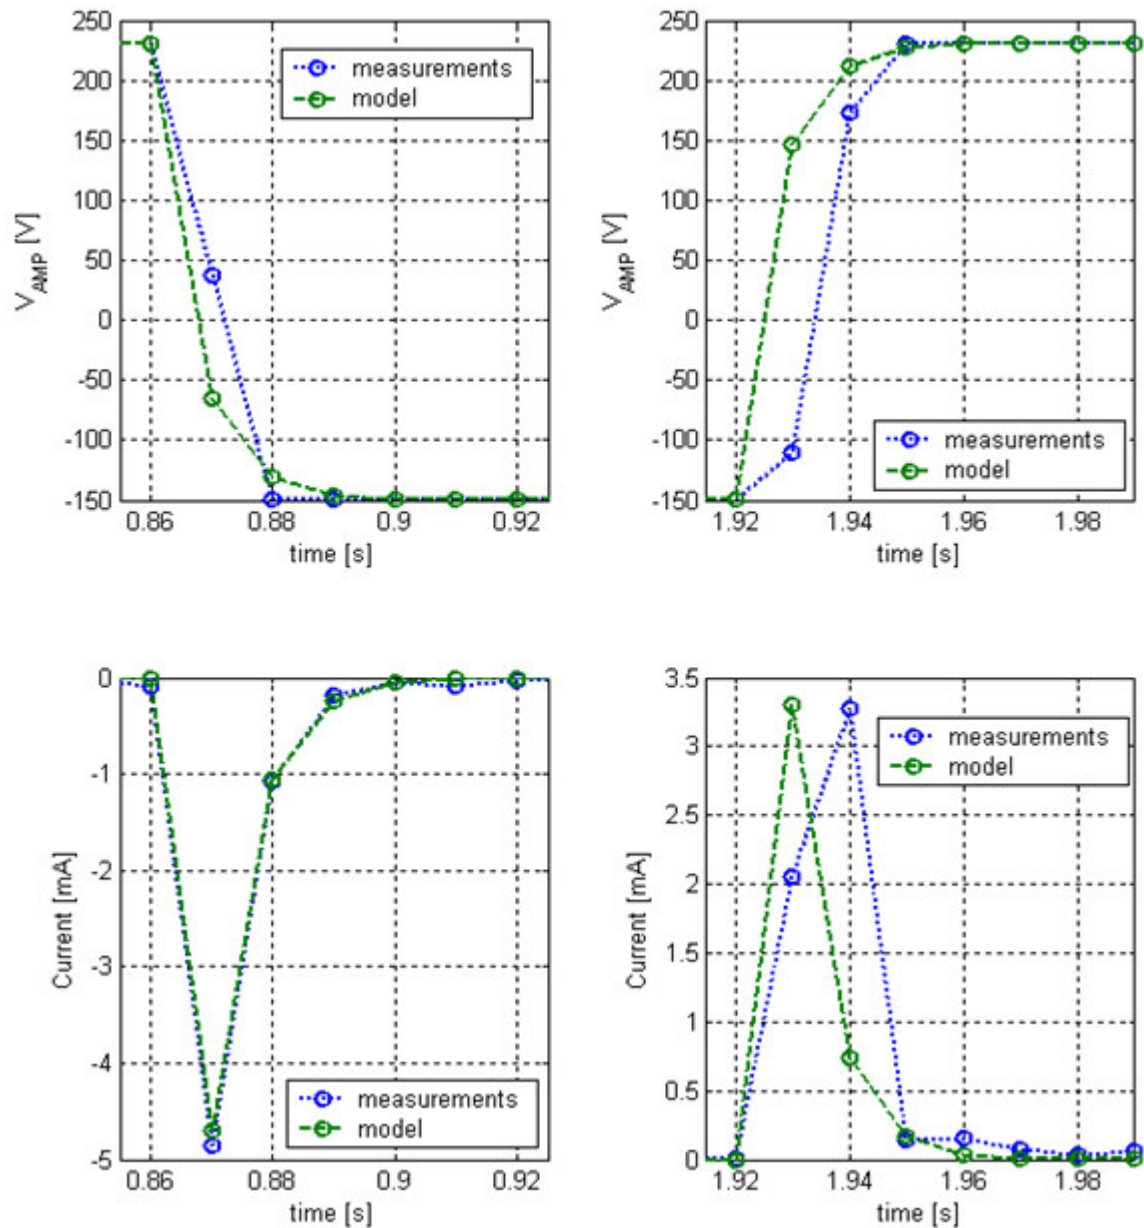 250
200
150
100
50
0
-50
-100
-150
V_AMP [V]
measurements
model
0.86 0.88 0.9 0.92
time [s]
250
200
150
100
50
0
-50
-100
-150
V_AMP [V]
measurements
model
1.92 1.94 1.96 1.98
time [s]
0
-1
-2
-3
-4
-5
Current [mA]
measurements
model
0.86 0.88 0.9 0.92
time [s]
3.5
3
2.5
2
1.5
1
0.5
0
Current [mA]
measurements
model
1.92 1.94 1.96 1.98
time [s]